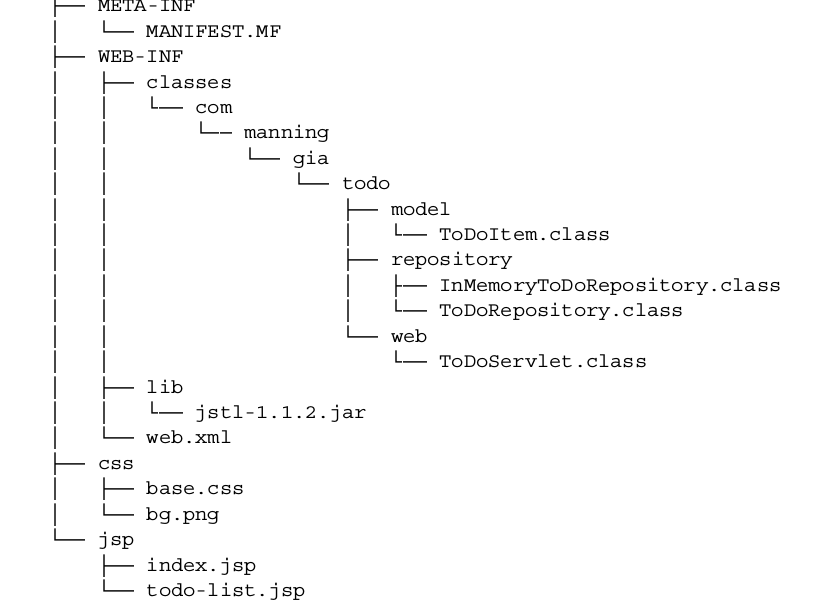 ├── META-INF
│   └── MANIFEST.MF
├── WEB-INF
│   ├── classes
│   │   └── com
│   │       └── manning
│   │           └── gia
│   │               └── todo
│   │                   ├── model
│   │                   │   └── ToDoItem.class
│   │                   ├── repository
│   │                   │   ├── InMemoryToDoRepository.class
│   │                   │   └── ToDoRepository.class
│   │                   └── web
│   │                       └── ToDoServlet.class
│   ├── lib
│   │   └── jstl-1.1.2.jar
│   └── web.xml
├── css
│   ├── base.css
│   └── bg.png
└── jsp
    ├── index.jsp
    └── todo-list.jsp